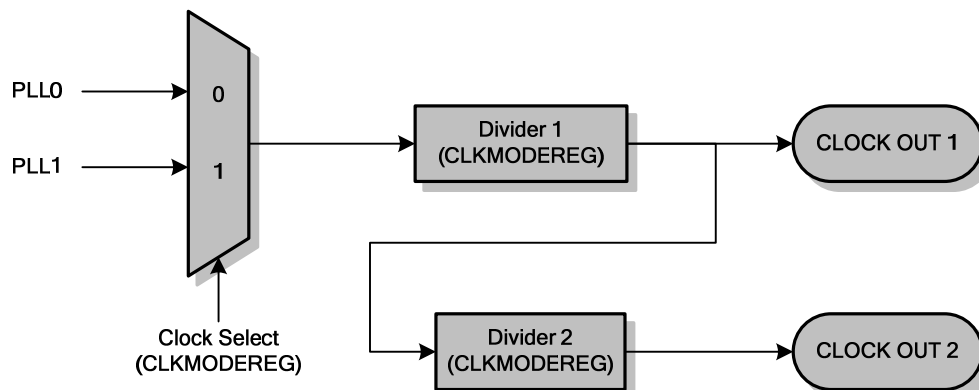 PLL0
0
PLL1
1
Divider 1
(CLKMODEREG)
CLOCK OUT 1
Clock Select
(CLKMODEREG)
Divider 2
(CLKMODEREG)
CLOCK OUT 2